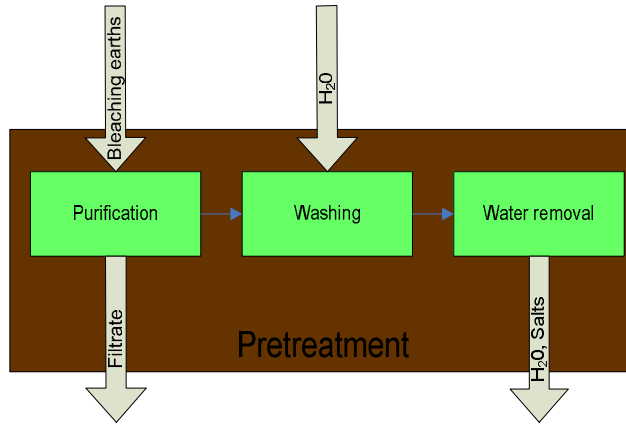 Bleaching earths
H₂0
Purification
Washing
Water removal
Filtrate
Pretreatment
H₂0, Salts